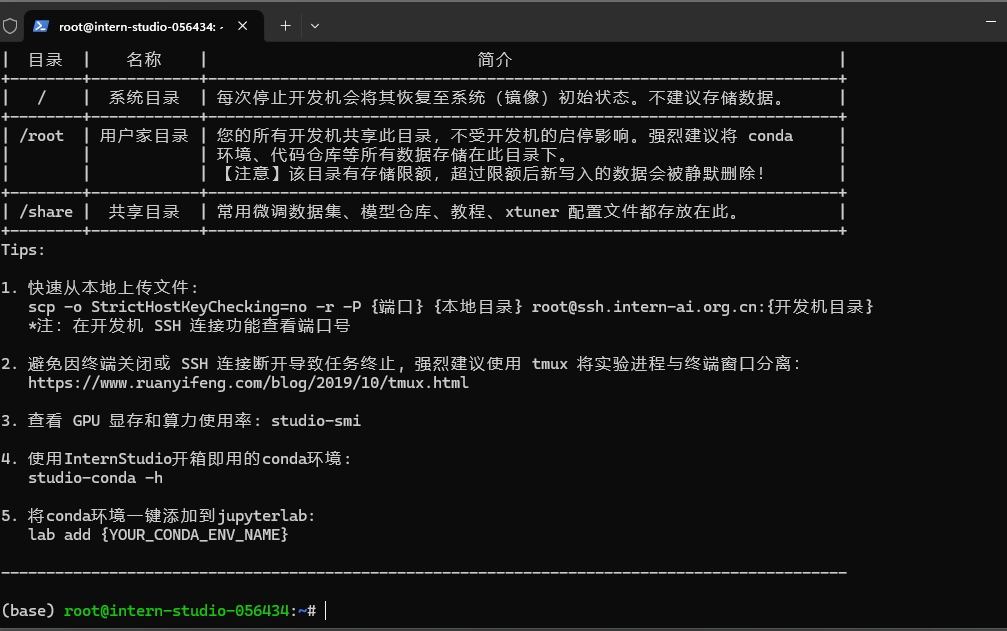 root@intern-studio-056434: ~
| 目录 | 名称 | 简介 |
| / | 系统目录 | 每次停止开发机会将其恢复至系统（镜像）初始状态。不建议存储数据。 |
| /root | 用户家目录 | 您的所有开发机共享此目录，不受开发机的启停影响。强烈建议将 conda |
| | | 环境、代码仓库等所有数据存储在此目录下。 |
| | | 【注意】该目录有存储限额，超过限额后新写入的数据会被静默删除！ |
| /share | 共享目录 | 常用微调数据集、模型仓库、教程、xtuner 配置文件都存放在此。 |
Tips:
1. 快速从本地上传文件：
scp -o StrictHostKeyChecking=no -r -P {端口} {本地目录} root@ssh.intern-ai.org.cn:{开发机目录}
*注：在开发机 SSH 连接功能查看端口号
2. 避免因终端关闭或 SSH 连接断开导致任务终止，强烈建议使用 tmux 将实验进程与终端窗口分离：
https://www.ruanyifeng.com/blog/2019/10/tmux.html
3. 查看 GPU 显存和算力使用率：studio-smi
4. 使用InternStudio开箱即用的conda环境：
studio-conda -h
5. 将conda环境一键添加到jupyterlab:
lab add {YOUR_CONDA_ENV_NAME}
(base) root@intern-studio-056434:~#